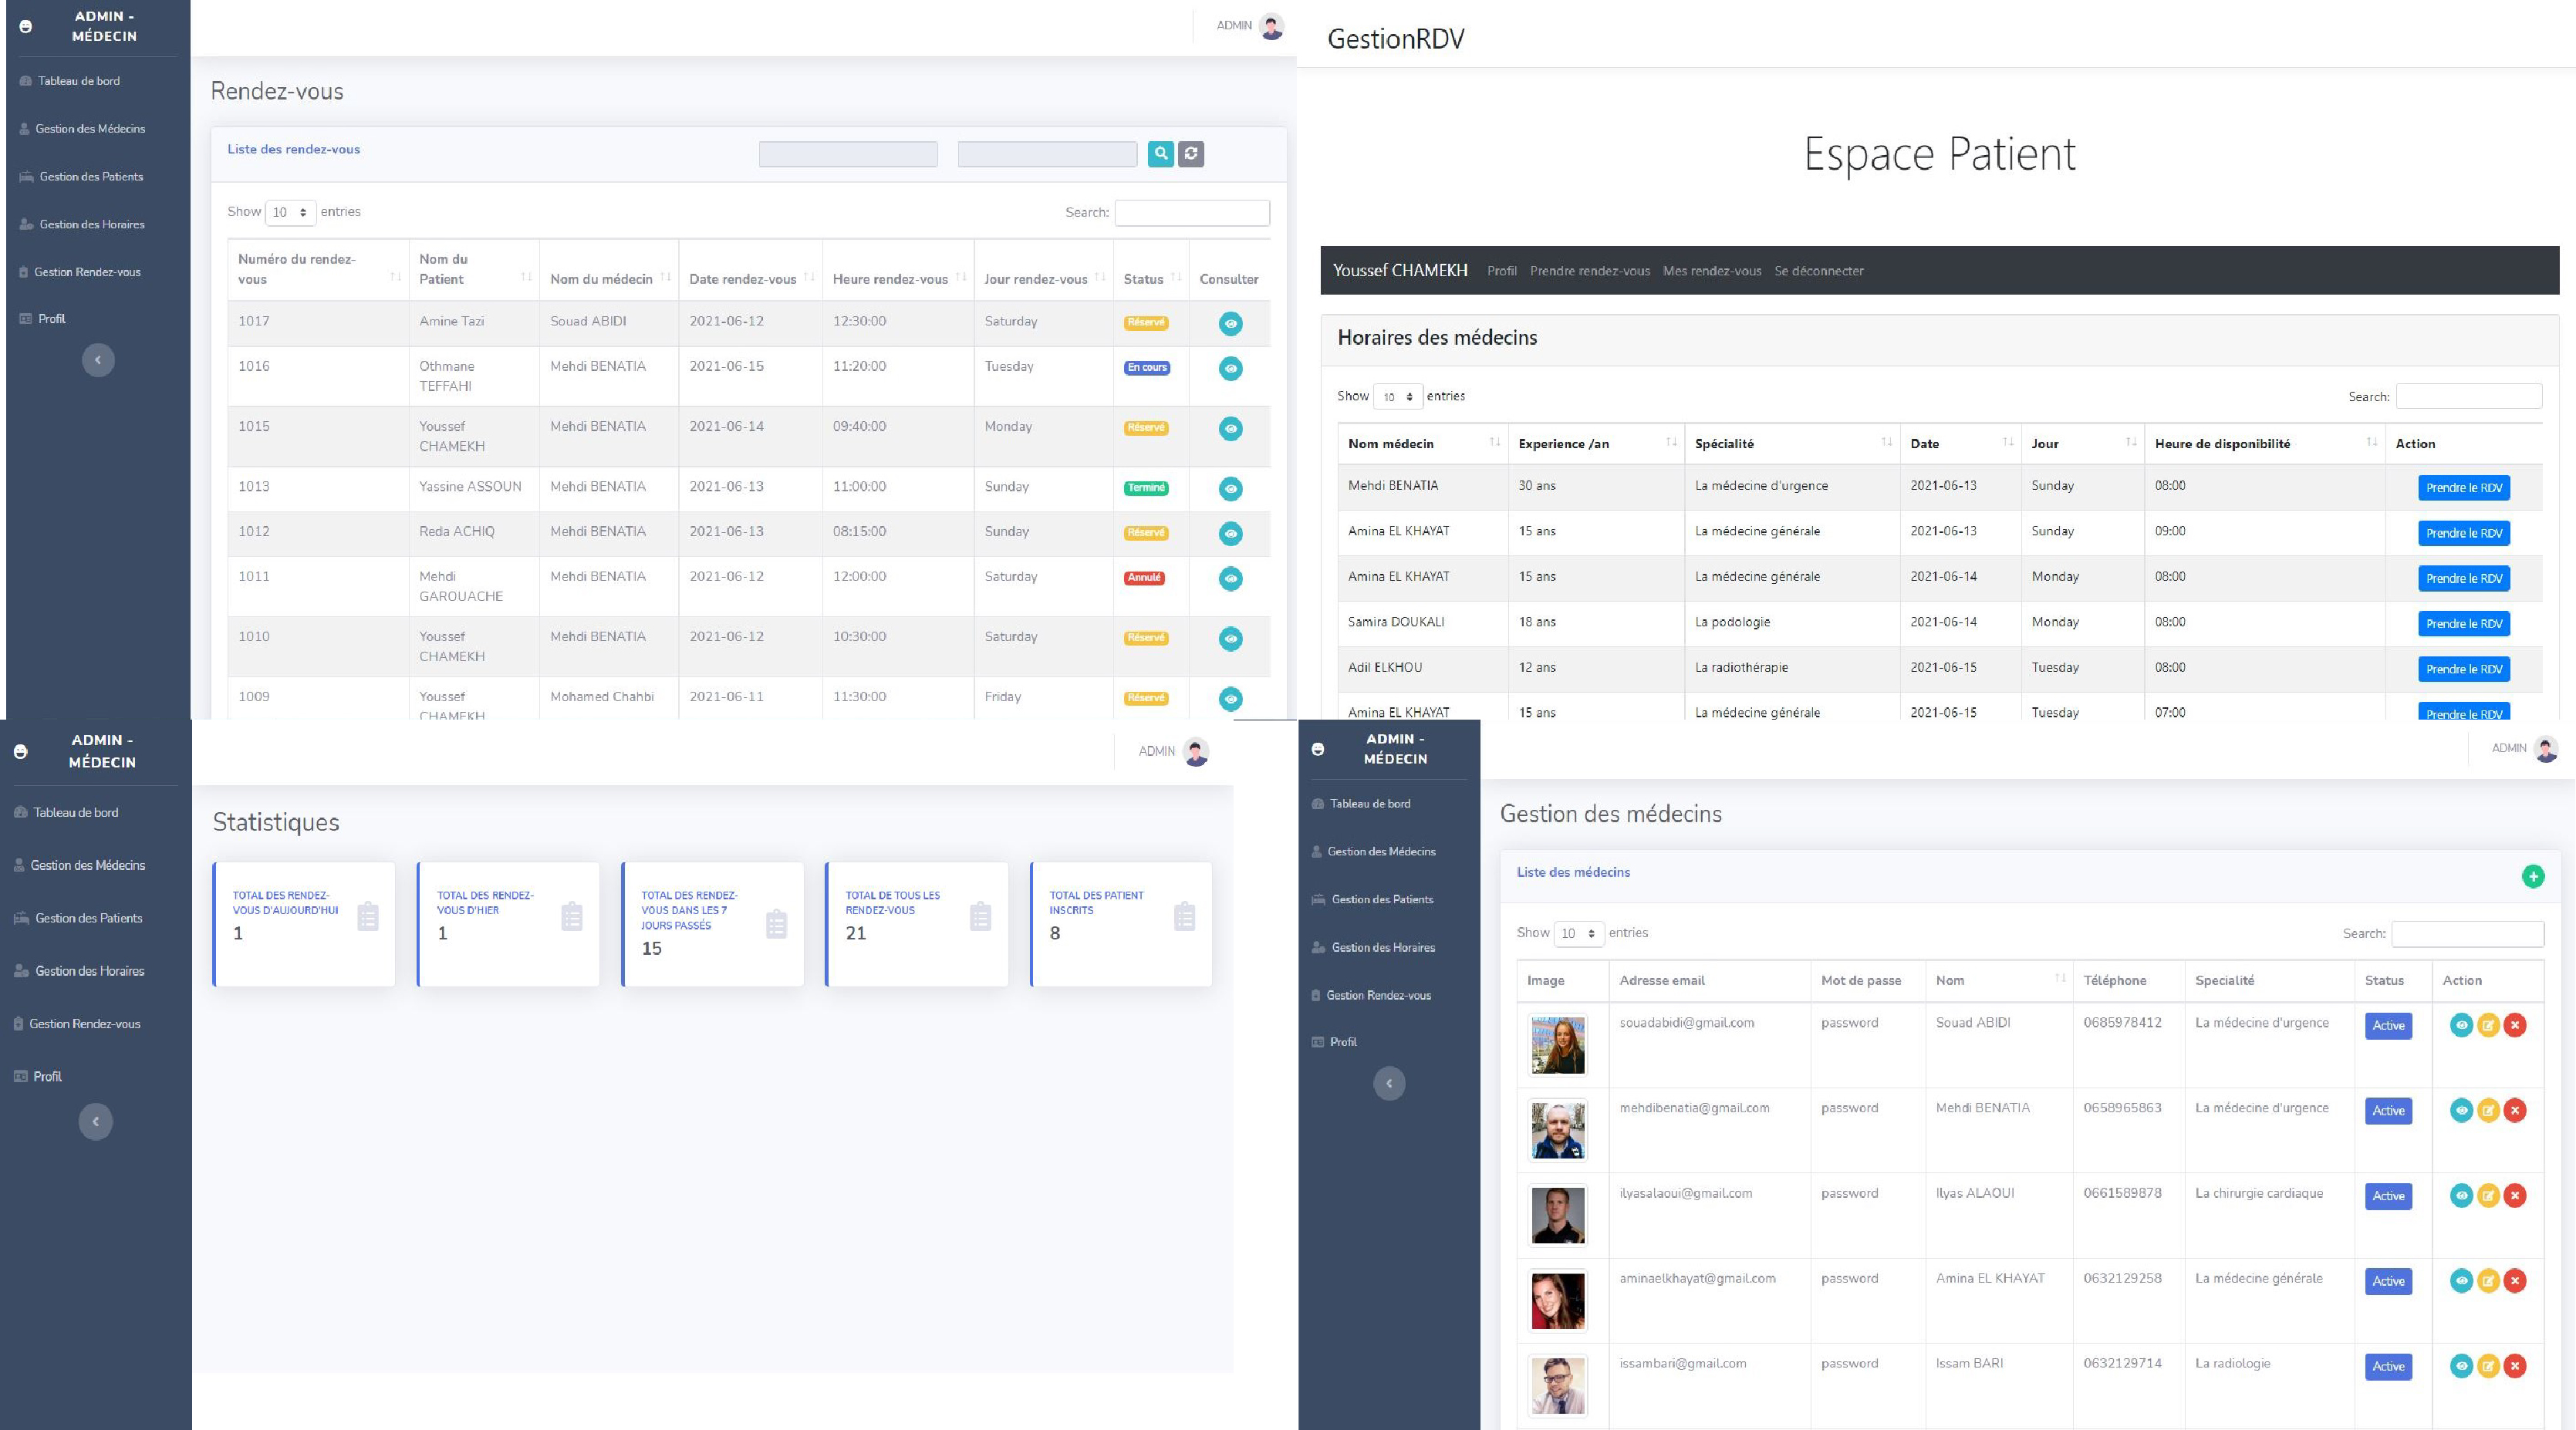 ADMIN -
MÉDECIN
Tableau de bord
Gestion des Médecins
Gestion des Patients
Gestion des Horaires
Gestion Rendez-vous
Profil
ADMIN
Rendez-vous
Liste des rendez-vous
Show 10 entries Search:
Numéro du rendez-vous Nom du Patient Nom du médecin Date rendez-vous Heure rendez-vous Jour rendez-vous Status Consulter
1017 Amine Tazi Souad ABIDI 2021-06-12 12:30:00 Saturday Réservé
1016 Othmane TEFFAHI Mehdi BENATIA 2021-06-15 11:20:00 Tuesday En cours
1015 Youssef CHAMEKH Mehdi BENATIA 2021-06-14 09:40:00 Monday Réservé
1013 Yassine ASSOUN Mehdi BENATIA 2021-06-13 11:00:00 Sunday Terminé
1012 Reda ACHIQ Mehdi BENATIA 2021-06-13 08:15:00 Sunday Réservé
1011 Mehdi GAROUACHE Mehdi BENATIA 2021-06-12 12:00:00 Saturday Annulé
1010 Youssef CHAMEKH Mehdi BENATIA 2021-06-12 10:30:00 Saturday Réservé
1009 Youssef CHAMEKH Mohamed Chahbi 2021-06-11 11:30:00 Friday Réservé
GestionRDV
Espace Patient
Youssef CHAMEKH Profil Prendre rendez-vous Mes rendez-vous Se déconnecter
Horaires des médecins
Show 10 entries Search:
Nom médecin Experience /an Spécialité Date Jour Heure de disponibilité Action
Mehdi BENATIA 30 ans La médecine d'urgence 2021-06-13 Sunday 08:00 Prendre le RDV
Amina EL KHAYAT 15 ans La médecine générale 2021-06-13 Sunday 09:00 Prendre le RDV
Amina EL KHAYAT 15 ans La médecine générale 2021-06-14 Monday 08:00 Prendre le RDV
Samira DOUKALI 18 ans La podologie 2021-06-14 Monday 08:00 Prendre le RDV
Adil ELKHOU 12 ans La radiothérapie 2021-06-15 Tuesday 08:00 Prendre le RDV
Amina EL KHAYAT 15 ans La médecine générale 2021-06-15 Tuesday 07:00 Prendre le RDV
ADMIN -
MÉDECIN
Tableau de bord
Gestion des Médecins
Gestion des Patients
Gestion des Horaires
Gestion Rendez-vous
Profil
ADMIN
Statistiques
TOTAL DES RENDEZ-
VOUS D'AUJOURD'HUI
1
TOTAL DES RENDEZ-
VOUS D'HIER
1
TOTAL DES RENDEZ-
VOUS DANS LES 7
JOURS PASSÉS
15
TOTAL DE TOUS LES
RENDEZ-VOUS
21
TOTAL DES PATIENT
INSCRITS
8
ADMIN -
MÉDECIN
Tableau de bord
Gestion des Médecins
Gestion des Patients
Gestion des Horaires
Gestion Rendez-vous
Profil
ADMIN
Gestion des médecins
Liste des médecins
Show 10 entries Search:
Image Adresse email Mot de passe Nom Téléphone Specialité Status Action
souadabidi@gmail.com password Souad ABIDI 0685978412 La médecine d'urgence Active
mehdibenatia@gmail.com password Mehdi BENATIA 0658965863 La médecine d'urgence Active
ilyasalaoui@gmail.com password Ilyas ALAOUI 0661589878 La chirurgie cardiaque Active
aminaelkhayat@gmail.com password Amina EL KHAYAT 0632129258 La médecine générale Active
issambari@gmail.com password Issam BARI 0632129714 La radiologie Active